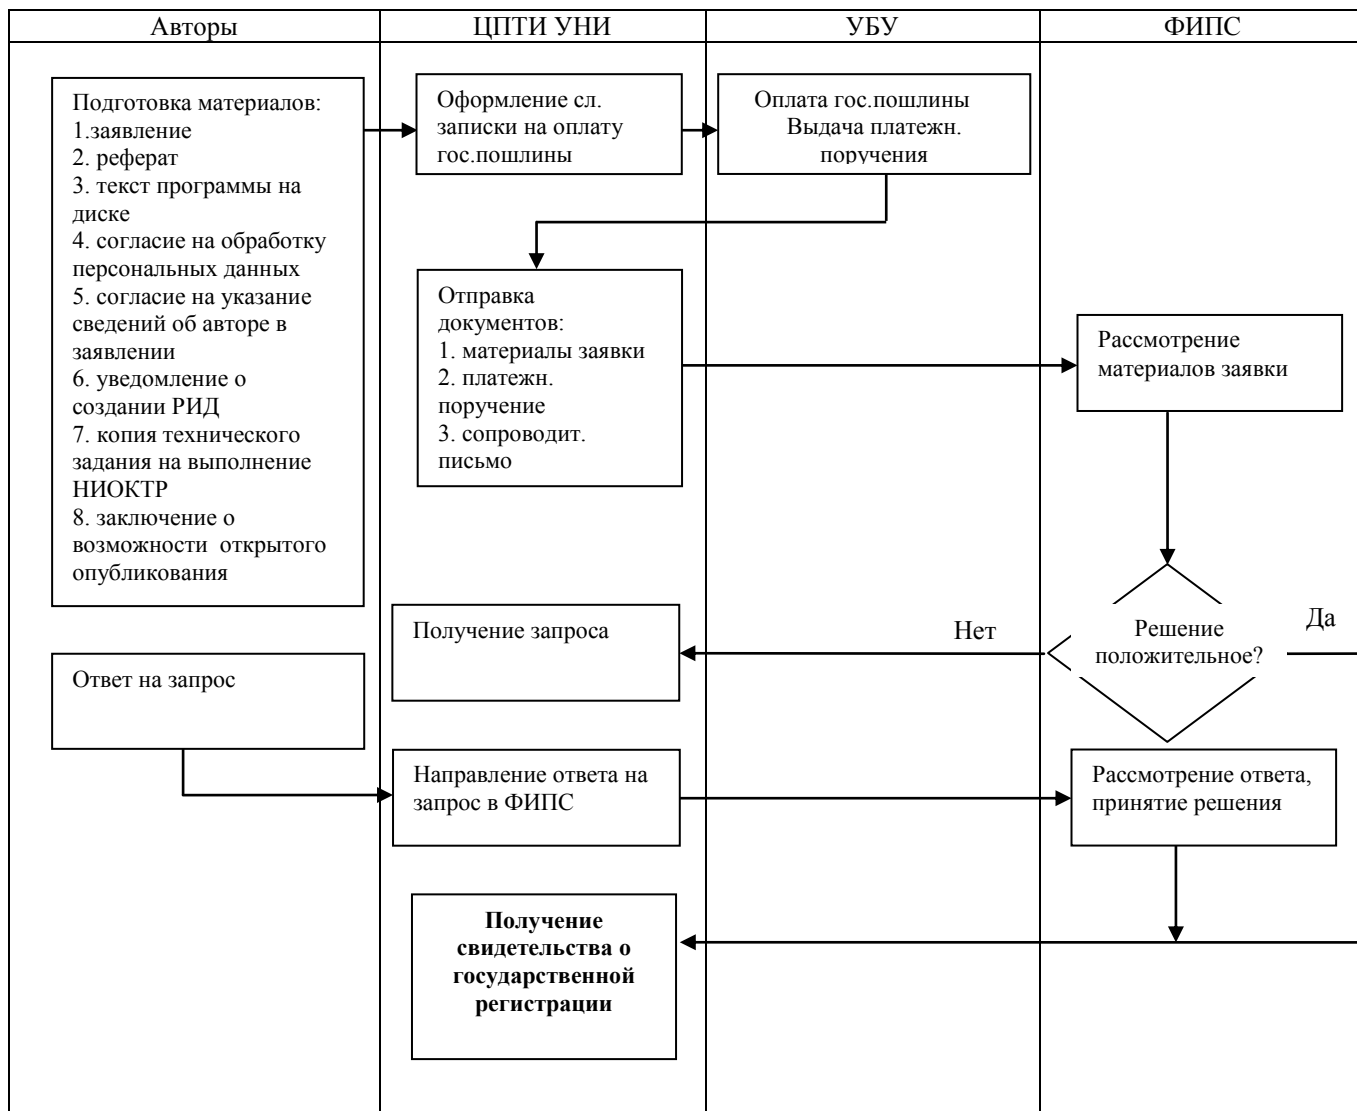 Авторы
ЦПТИ УНИ
УБУ
ФИПС
Подготовка материалов:
1.заявление
2. реферат
3. текст программы на
диске
4. согласие на обработку
персональных данных
5. согласие на указание
сведений об авторе в
заявлении
6. уведомление о
создании РИД
7. копия технического
задания на выполнение
НИОКТР
8. заключение о
возможности открытого
опубликования
Оформление сл.
записки на оплату
гос.пошлины
Оплата гос.пошлины
Выдача платежн.
поручения
Отправка
документов:
1. материалы заявки
2. платежн.
поручение
3. сопроводит.
письмо
Рассмотрение
материалов заявки
Решение
положительное?
Да
Нет
Получение запроса
Ответ на запрос
Направление ответа на
запрос в ФИПС
Рассмотрение ответа,
принятие решения
Получение
свидетельства о
государственной
регистрации